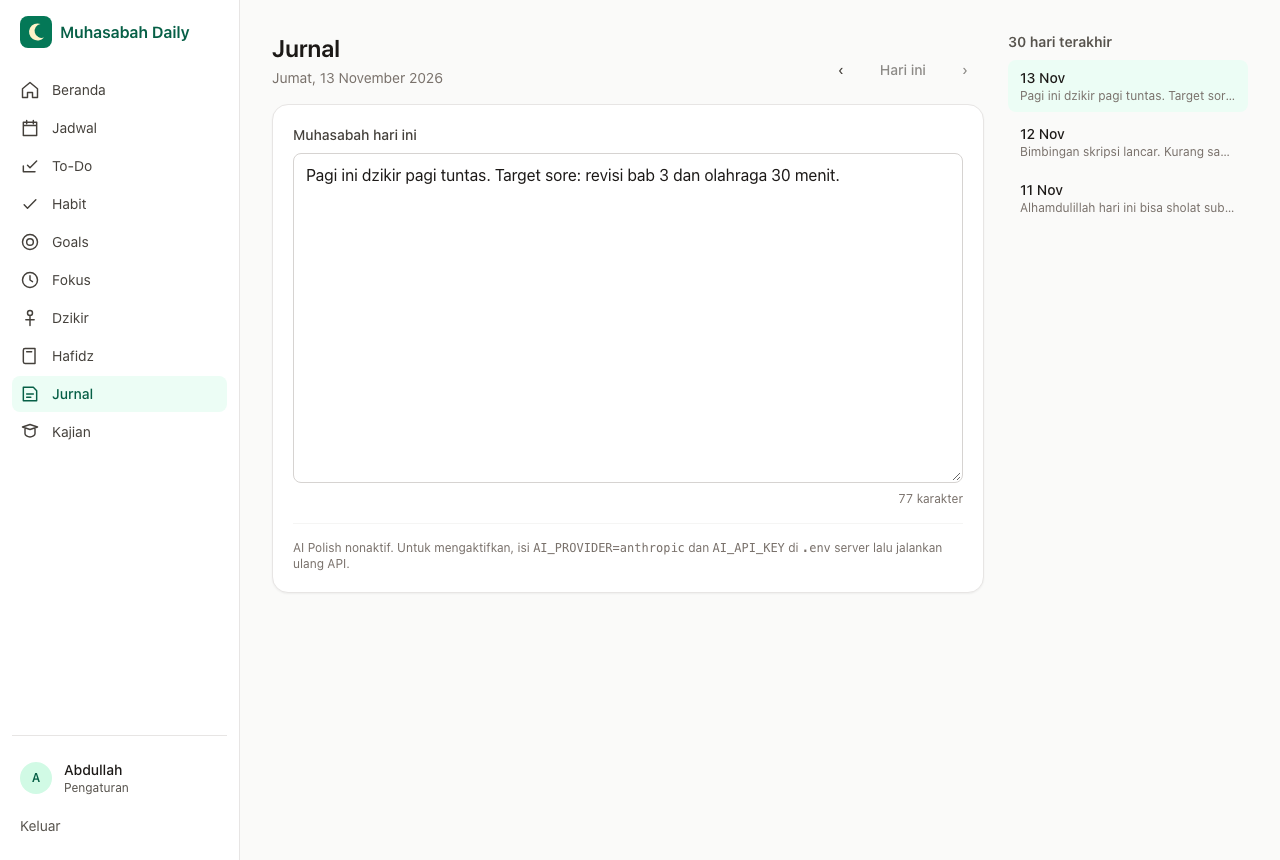 Muhasabah Daily
Beranda
Jadwal
To-Do
Habit
Goals
Fokus
Dzikir
Hafidz
Jurnal
Kajian
A
Abdullah
Pengaturan
Keluar
Jurnal
Jumat, 13 November 2026
‹ Hari ini ›
Muhasabah hari ini
Pagi ini dzikir pagi tuntas. Target sore: revisi bab 3 dan olahraga 30 menit.
77 karakter
AI Polish nonaktif. Untuk mengaktifkan, isi AI_PROVIDER=anthropic dan AI_API_KEY di .env server lalu jalankan
ulang API.
30 hari terakhir
13 Nov
Pagi ini dzikir pagi tuntas. Target sor...
12 Nov
Bimbingan skripsi lancar. Kurang sa...
11 Nov
Alhamdulillah hari ini bisa sholat sub...